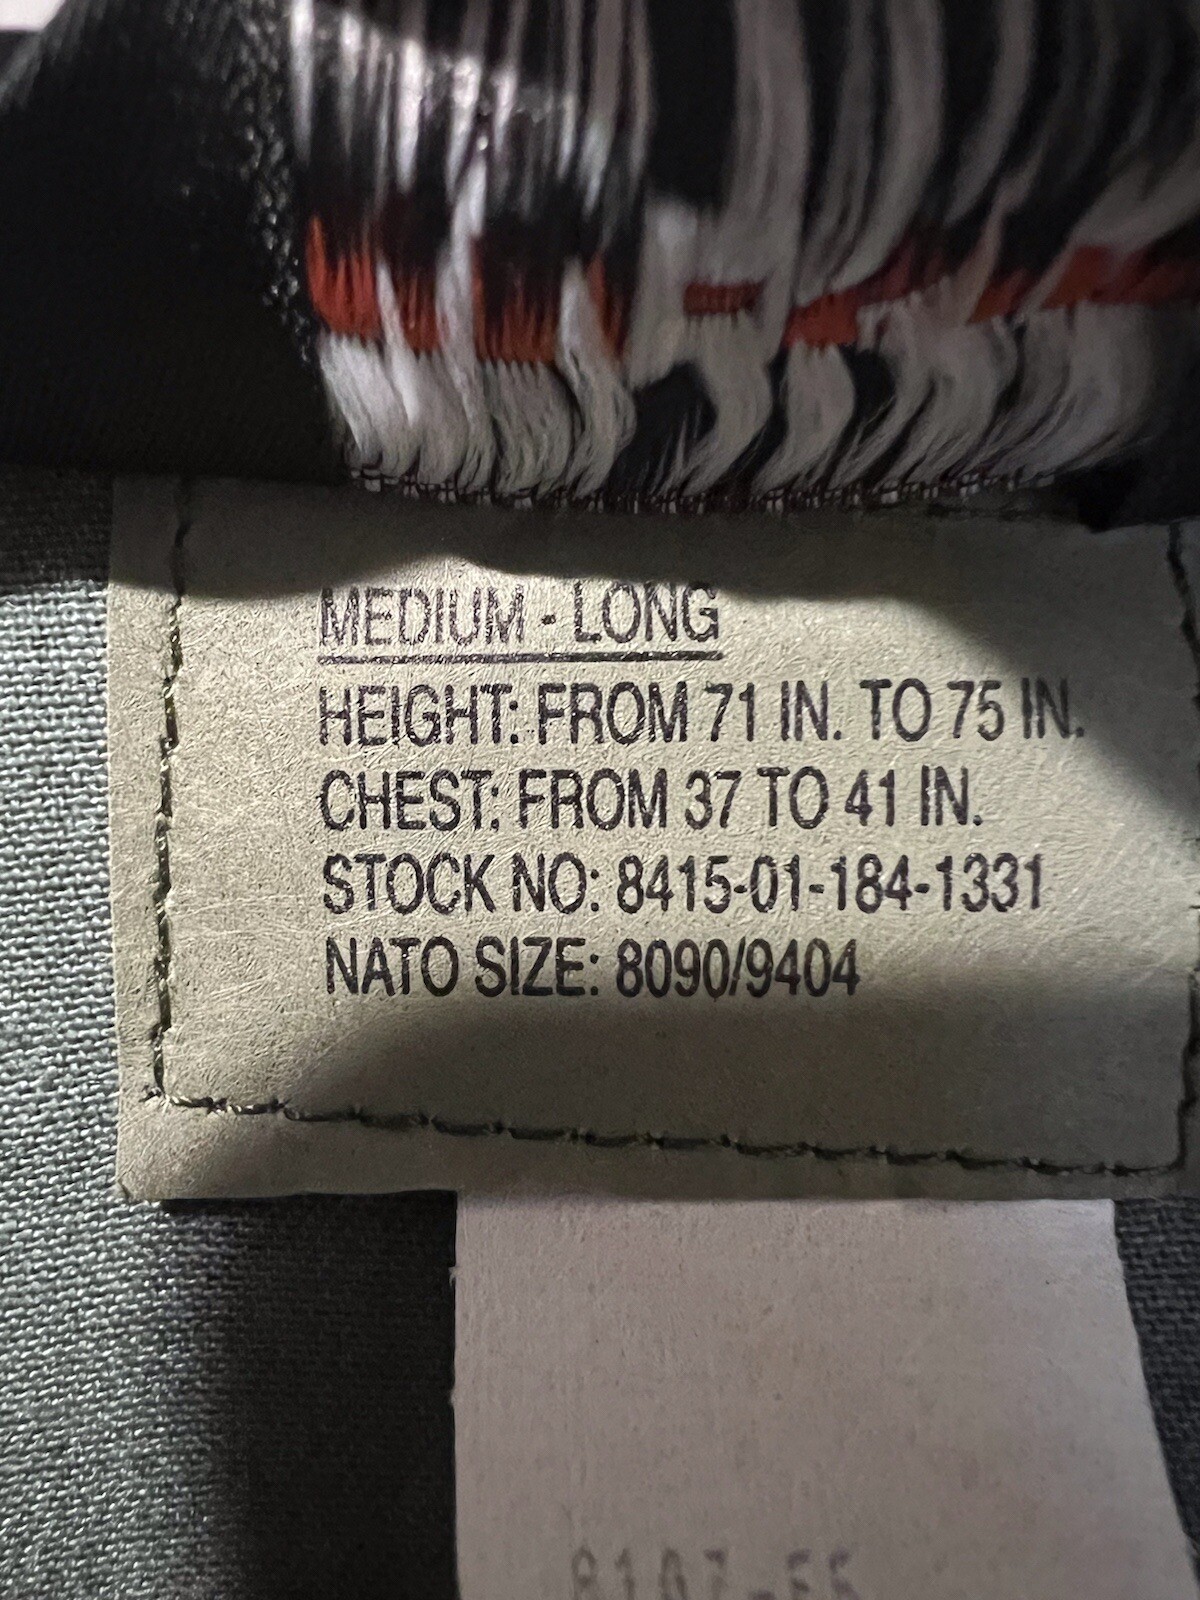 MEDIUM - LONG
HEIGHT: FROM 71 IN. TO 75 IN.
CHEST: FROM 37 TO 41 IN.
STOCK NO: 8415-01-184-1331
NATO SIZE: 8090/9404